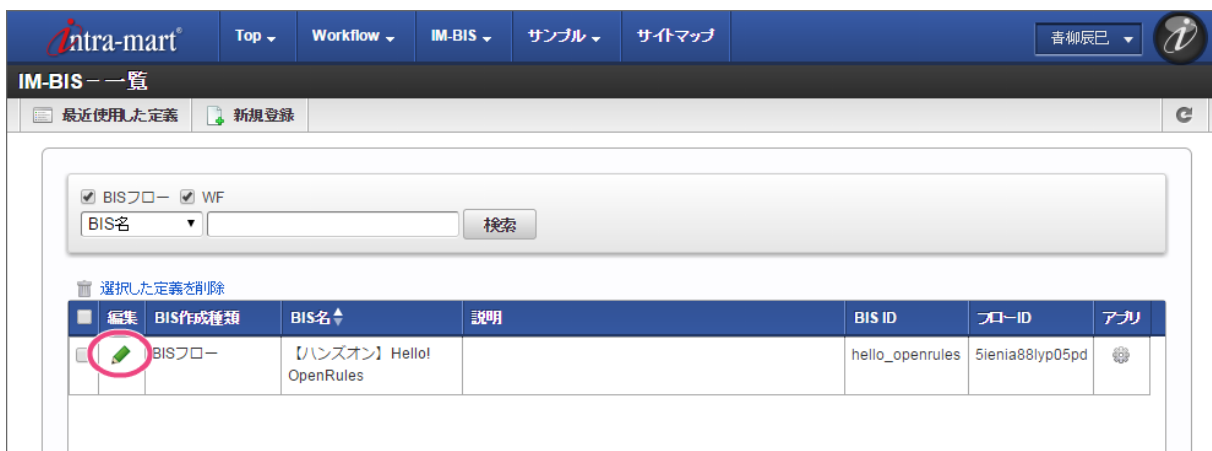 intra-mart® Top Workflow IM-BIS サンプル サイトマップ 青柳辰巳
IM-BIS－一覧
最近使用した定義 新規登録
BISフロー WF
BIS名 検索
選択した定義を削除
編集 BIS作成種類 BIS名 説明 BIS ID フローID アプリ
BISフロー 【ハンズオン】Hello! hello_openrules 5ienia88lyp05pd
OpenRules